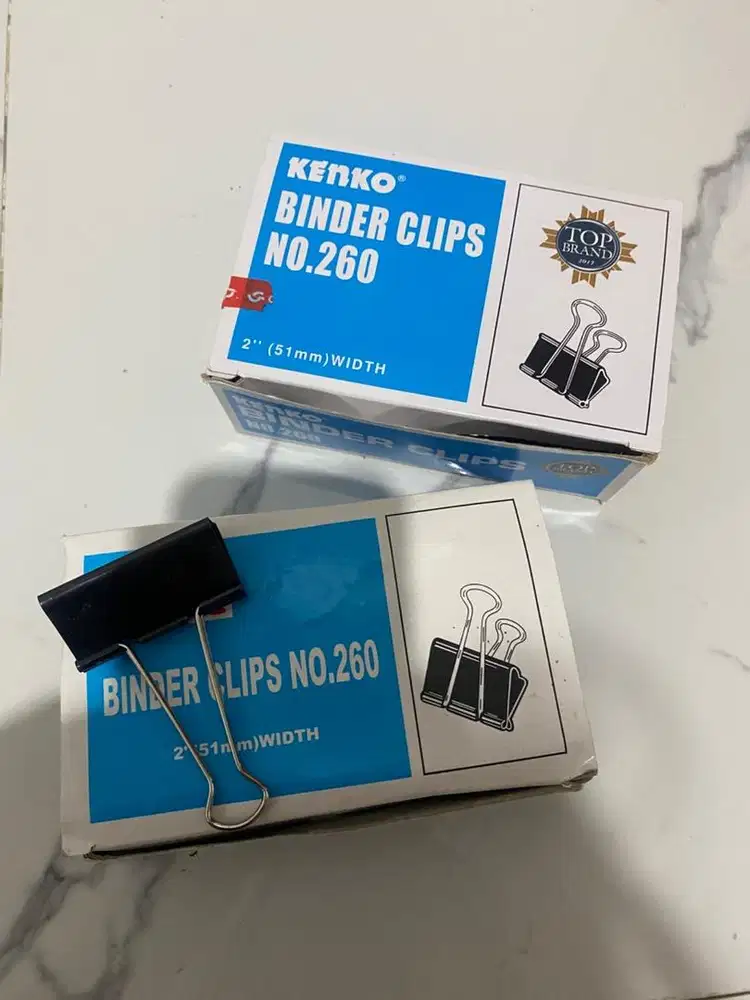 KENKO®
BINDER CLIPS
NO.260
2'' (51mm)WIDTH
TOP
BRAND
2017
KENKO
BINDER CLIPS
NO.260
BINDER CLIPS NO.260
2''(51mm)WIDTH